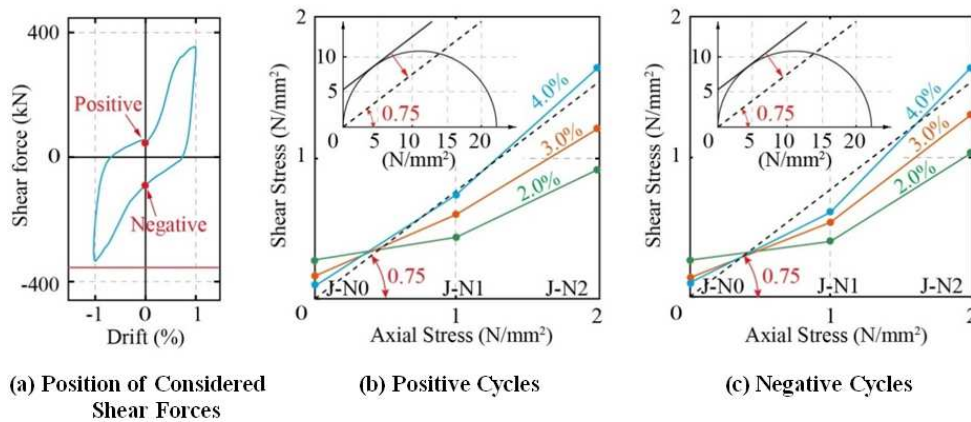 400
0
-400
Shear force (kN)
Positive
Negative
-1
0
1
Drift (%)
(a) Position of Considered
Shear Forces
2
1
0
Shear Stress (N/mm²)
10
5
0
5
10
15
20
(N/mm²)
0.75
4.0%
3.0%
2.0%
0.75
J-N0
J-N1
J-N2
1
2
Axial Stress (N/mm²)
(b) Positive Cycles
2
1
0
Shear Stress (N/mm²)
10
5
0
5
10
15
20
(N/mm²)
0.75
4.0%
3.0%
2.0%
0.75
J-N0
J-N1
J-N2
1
2
Axial Stress (N/mm²)
(c) Negative Cycles